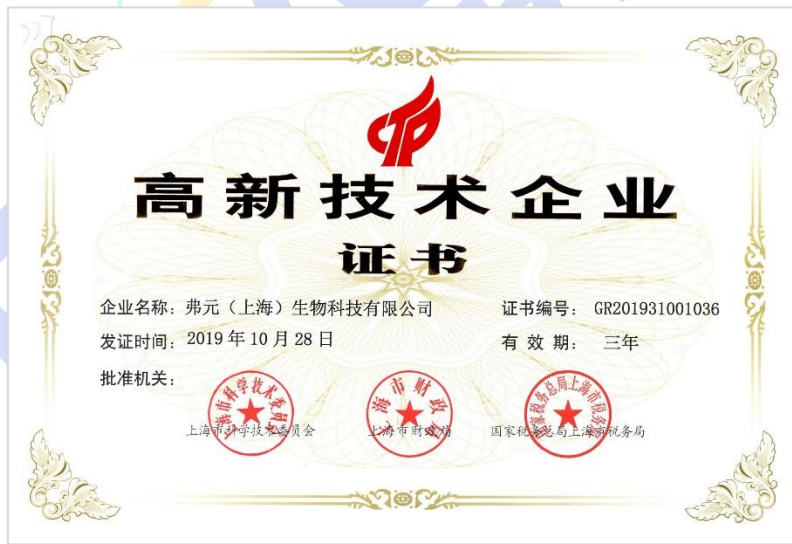 高新技术企业
证书
企业名称：弗元（上海）生物科技有限公司 证书编号： GR201931001036
发证时间：2019 年 10 月 28 日 有 效 期： 三年
批准机关：
上海市科学技术委员会 上海市财政局 国家税务总局上海市税务局